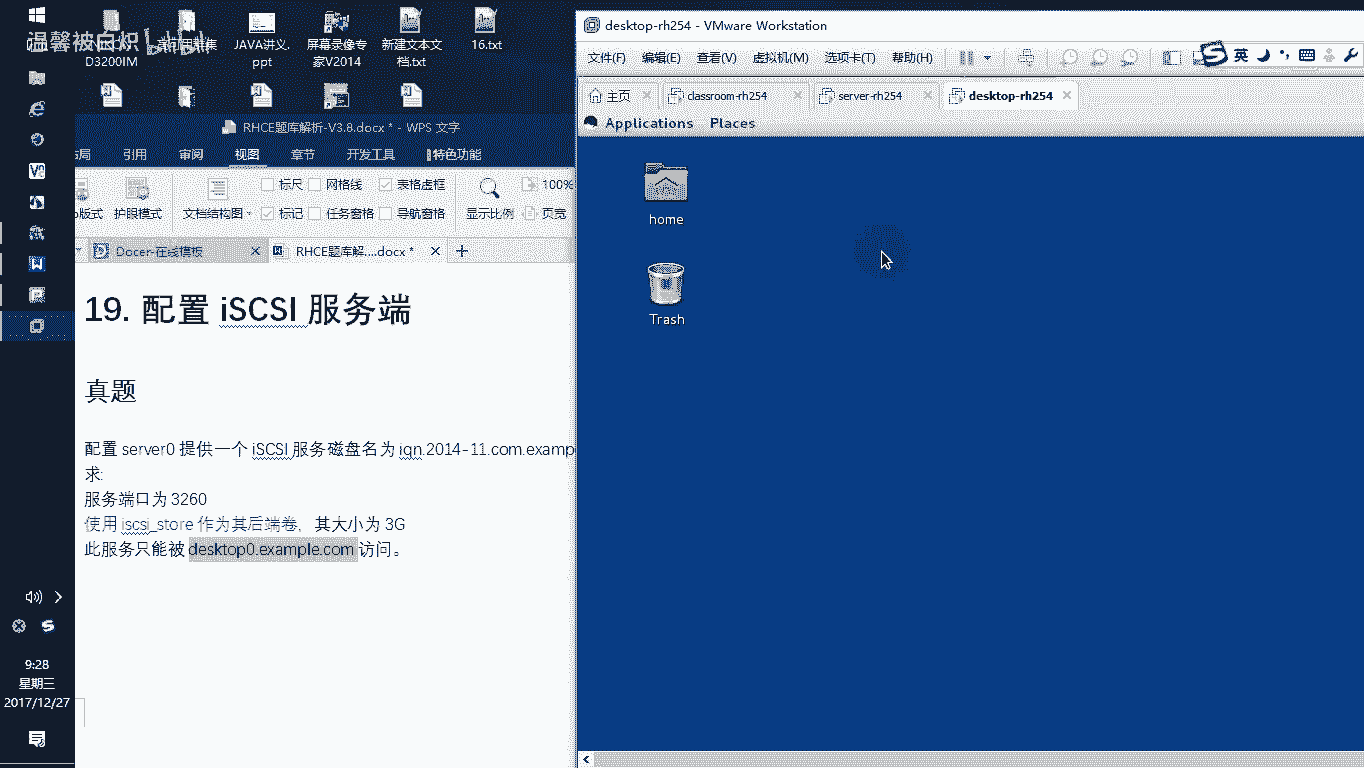 温馨被白炽
D3200IM
JAVA讲义.ppt
屏幕录像专家V2014
新建文本文档.txt
16.txt
RHCE题库解析-V3.8.docx * - WPS 文字
局 引用 审阅 视图 章节 开发工具 特色功能
标尺 网格线 表格虚框 100%
版式 护眼模式 文档结构图 标记 任务窗格 导航窗格 显示比例 页宽
Docer-在线模板 RHCE题库解....docx *
19. 配置 iSCSI 服务端
真题
配置 server0 提供一个 iSCSI 服务磁盘名为 iqn.2014-11.com.examp
求:
服务端口为 3260
使用 iscsi_store 作为其后端卷，其大小为 3G
此服务只能被 desktop0.example.com 访问。
9:28
星期三
2017/12/27
desktop-rh254 - VMware Workstation
文件(F) 编辑(E) 查看(V) 虚拟机(M) 选项卡(T) 帮助(H)
英
主页 classroom-rh254 server-rh254 desktop-rh254
Applications Places
home
Trash